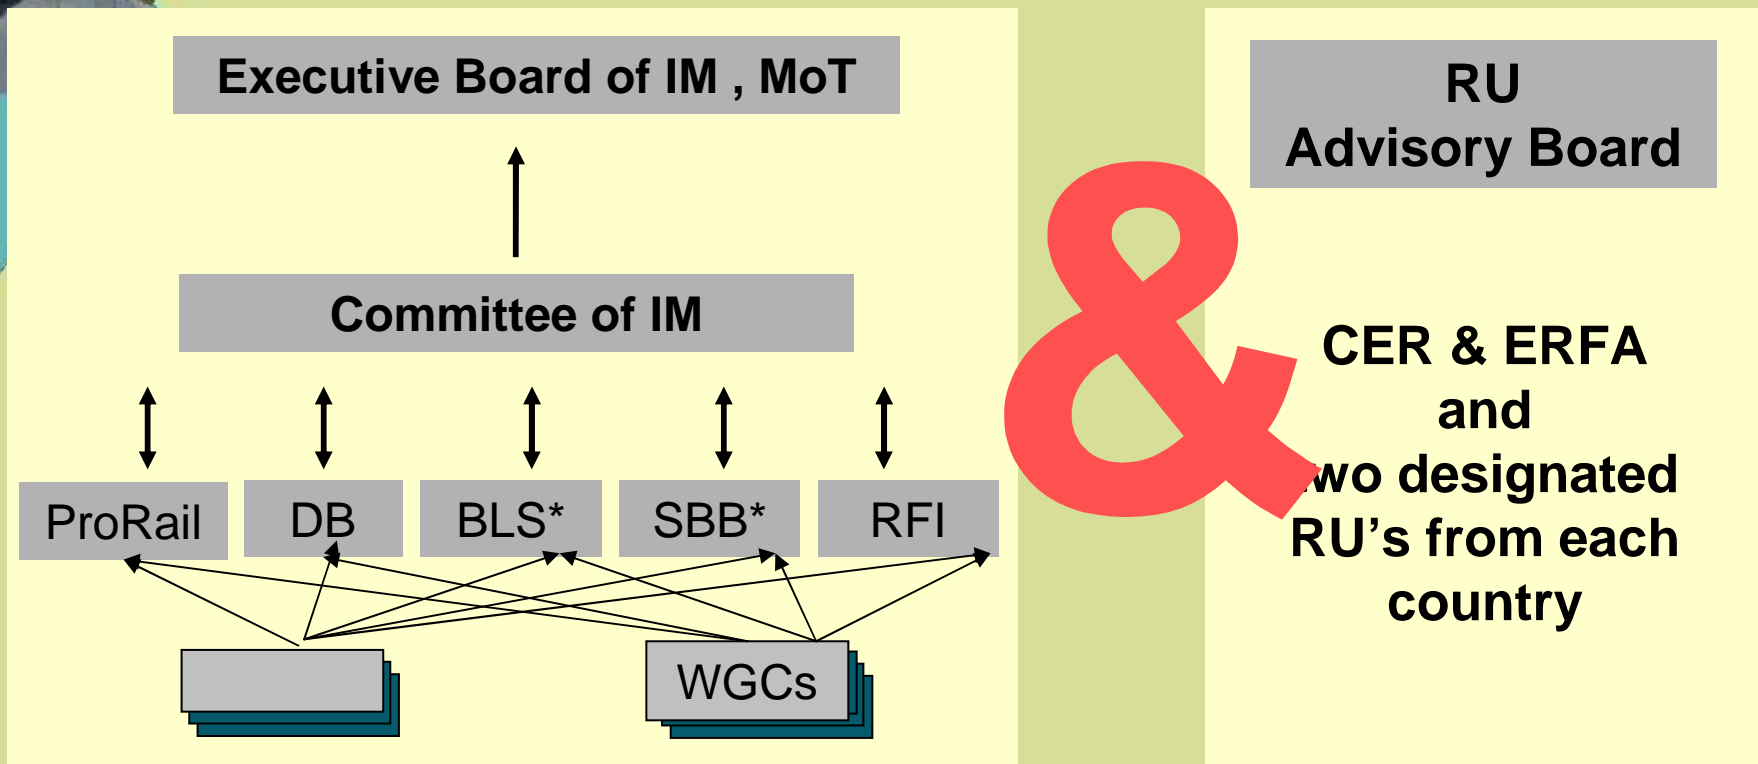 Executive Board of IM , MoT
Committee of IM
ProRail
DB
BLS*
SBB*
RFI
WGCs
&
RU
Advisory Board
CER & ERFA
and
designated
RU's from each
country